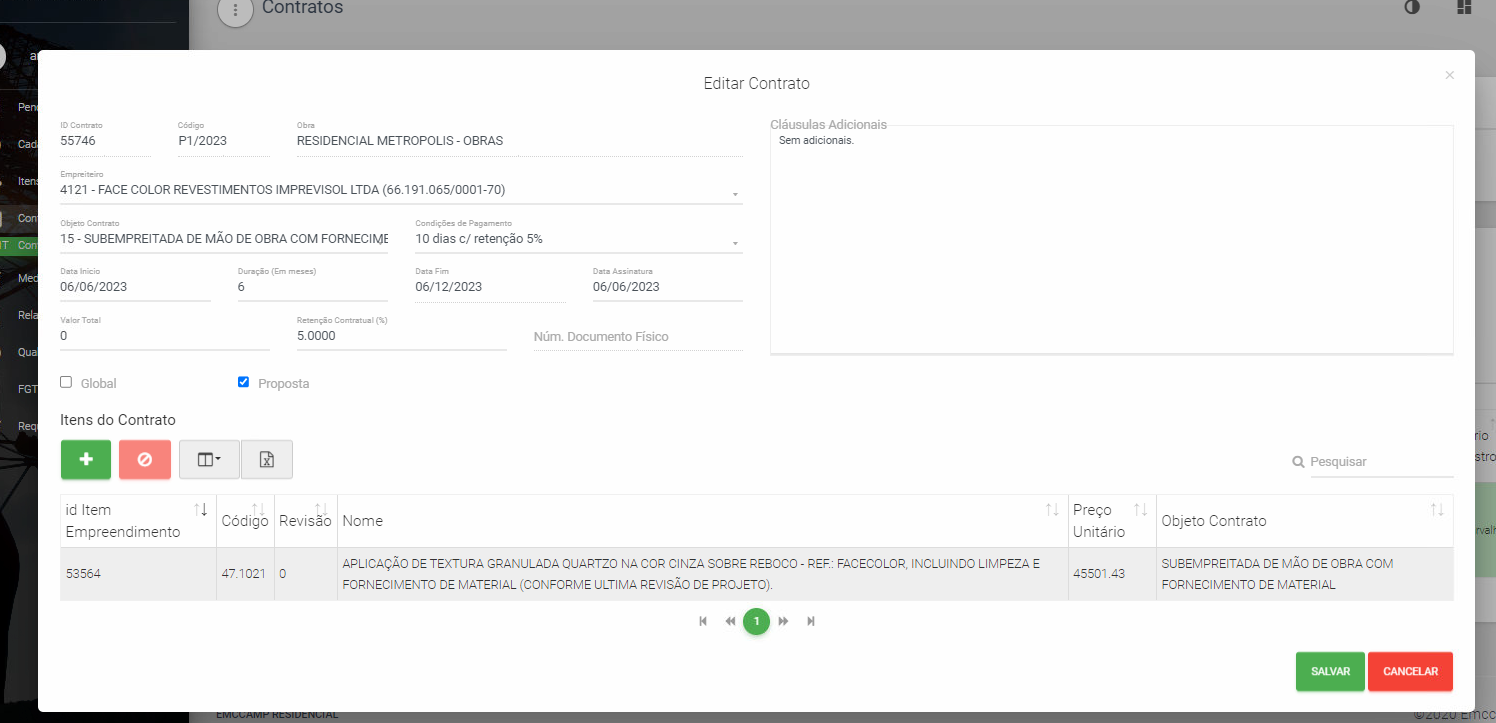 Contratos
Editar Contrato
×
ID Contrato
55746
Código
P1/2023
Obra
RESIDENCIAL METROPOLIS - OBRAS
Empreiteiro
4121 - FACE COLOR REVESTIMENTOS IMPREVISOL LTDA (66.191.065/0001-70)
Objeto Contrato
15 - SUBEMPREITADA DE MÃO DE OBRA COM FORNECIME
Condições de Pagamento
10 dias c/ retenção 5%
Data Inicio
06/06/2023
Duração (Em meses)
6
Data Fim
06/12/2023
Data Assinatura
06/06/2023
Valor Total
0
Retenção Contratual (%)
5.0000
Núm. Documento Físico
Cláusulas Adicionais
Sem adicionais.
Global
Proposta
Itens do Contrato
Pesquisar
id Item
Empreendimento
Código
Revisão
Nome
Preço
Unitário
Objeto Contrato
53564
47.1021
0
APLICAÇÃO DE TEXTURA GRANULADA QUARTZO NA COR CINZA SOBRE REBOCO - REF.: FACECOLOR, INCLUINDO LIMPEZA E
FORNECIMENTO DE MATERIAL (CONFORME ULTIMA REVISÃO DE PROJETO).
45501.43
SUBEMPREITADA DE MÃO DE OBRA COM
FORNECIMENTO DE MATERIAL
1
SALVAR
CANCELAR
Pend
Cada
Itens
Cont
Cont
Med
Rela
Qual
FGT
Requ
EMCCAMP RESIDENCIAL
©2020 Emcc